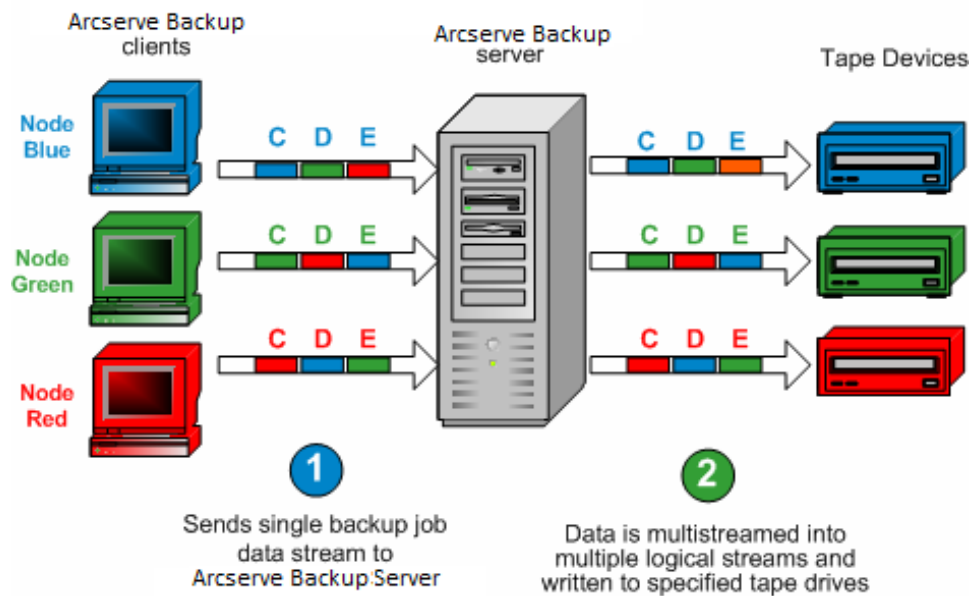 Arcserve Backup
clients
Arcserve Backup
server
Tape Devices
Node
Blue
C D E
C D E
Node
Green
C D E
C D E
Node
Red
C D E
C D E
1
Sends single backup job
data stream to
Arcserve Backup Server
2
Data is multistreamed into
multiple logical streams and
written to specified tape drives